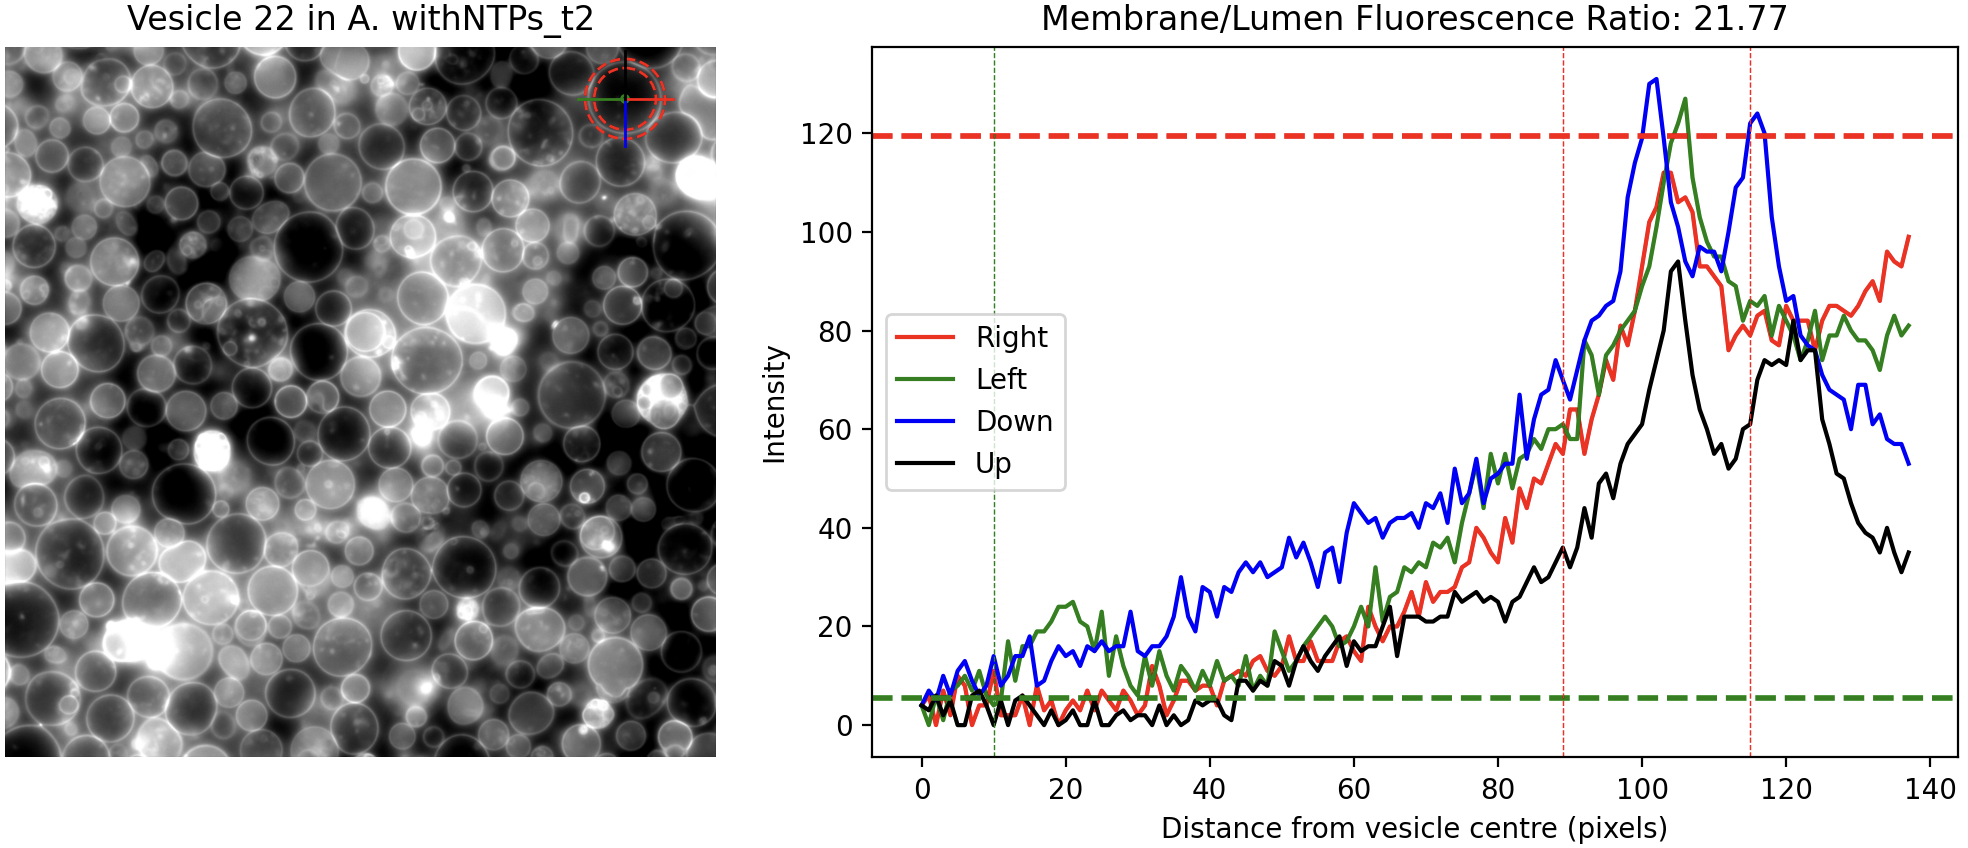 Vesicle 22 in A. withNTPs_t2
Membrane/Lumen Fluorescence Ratio: 21.77
Intensity
120
100
80
60
40
20
0
Right
Left
Down
Up
0 20 40 60 80 100 120 140
Distance from vesicle centre (pixels)